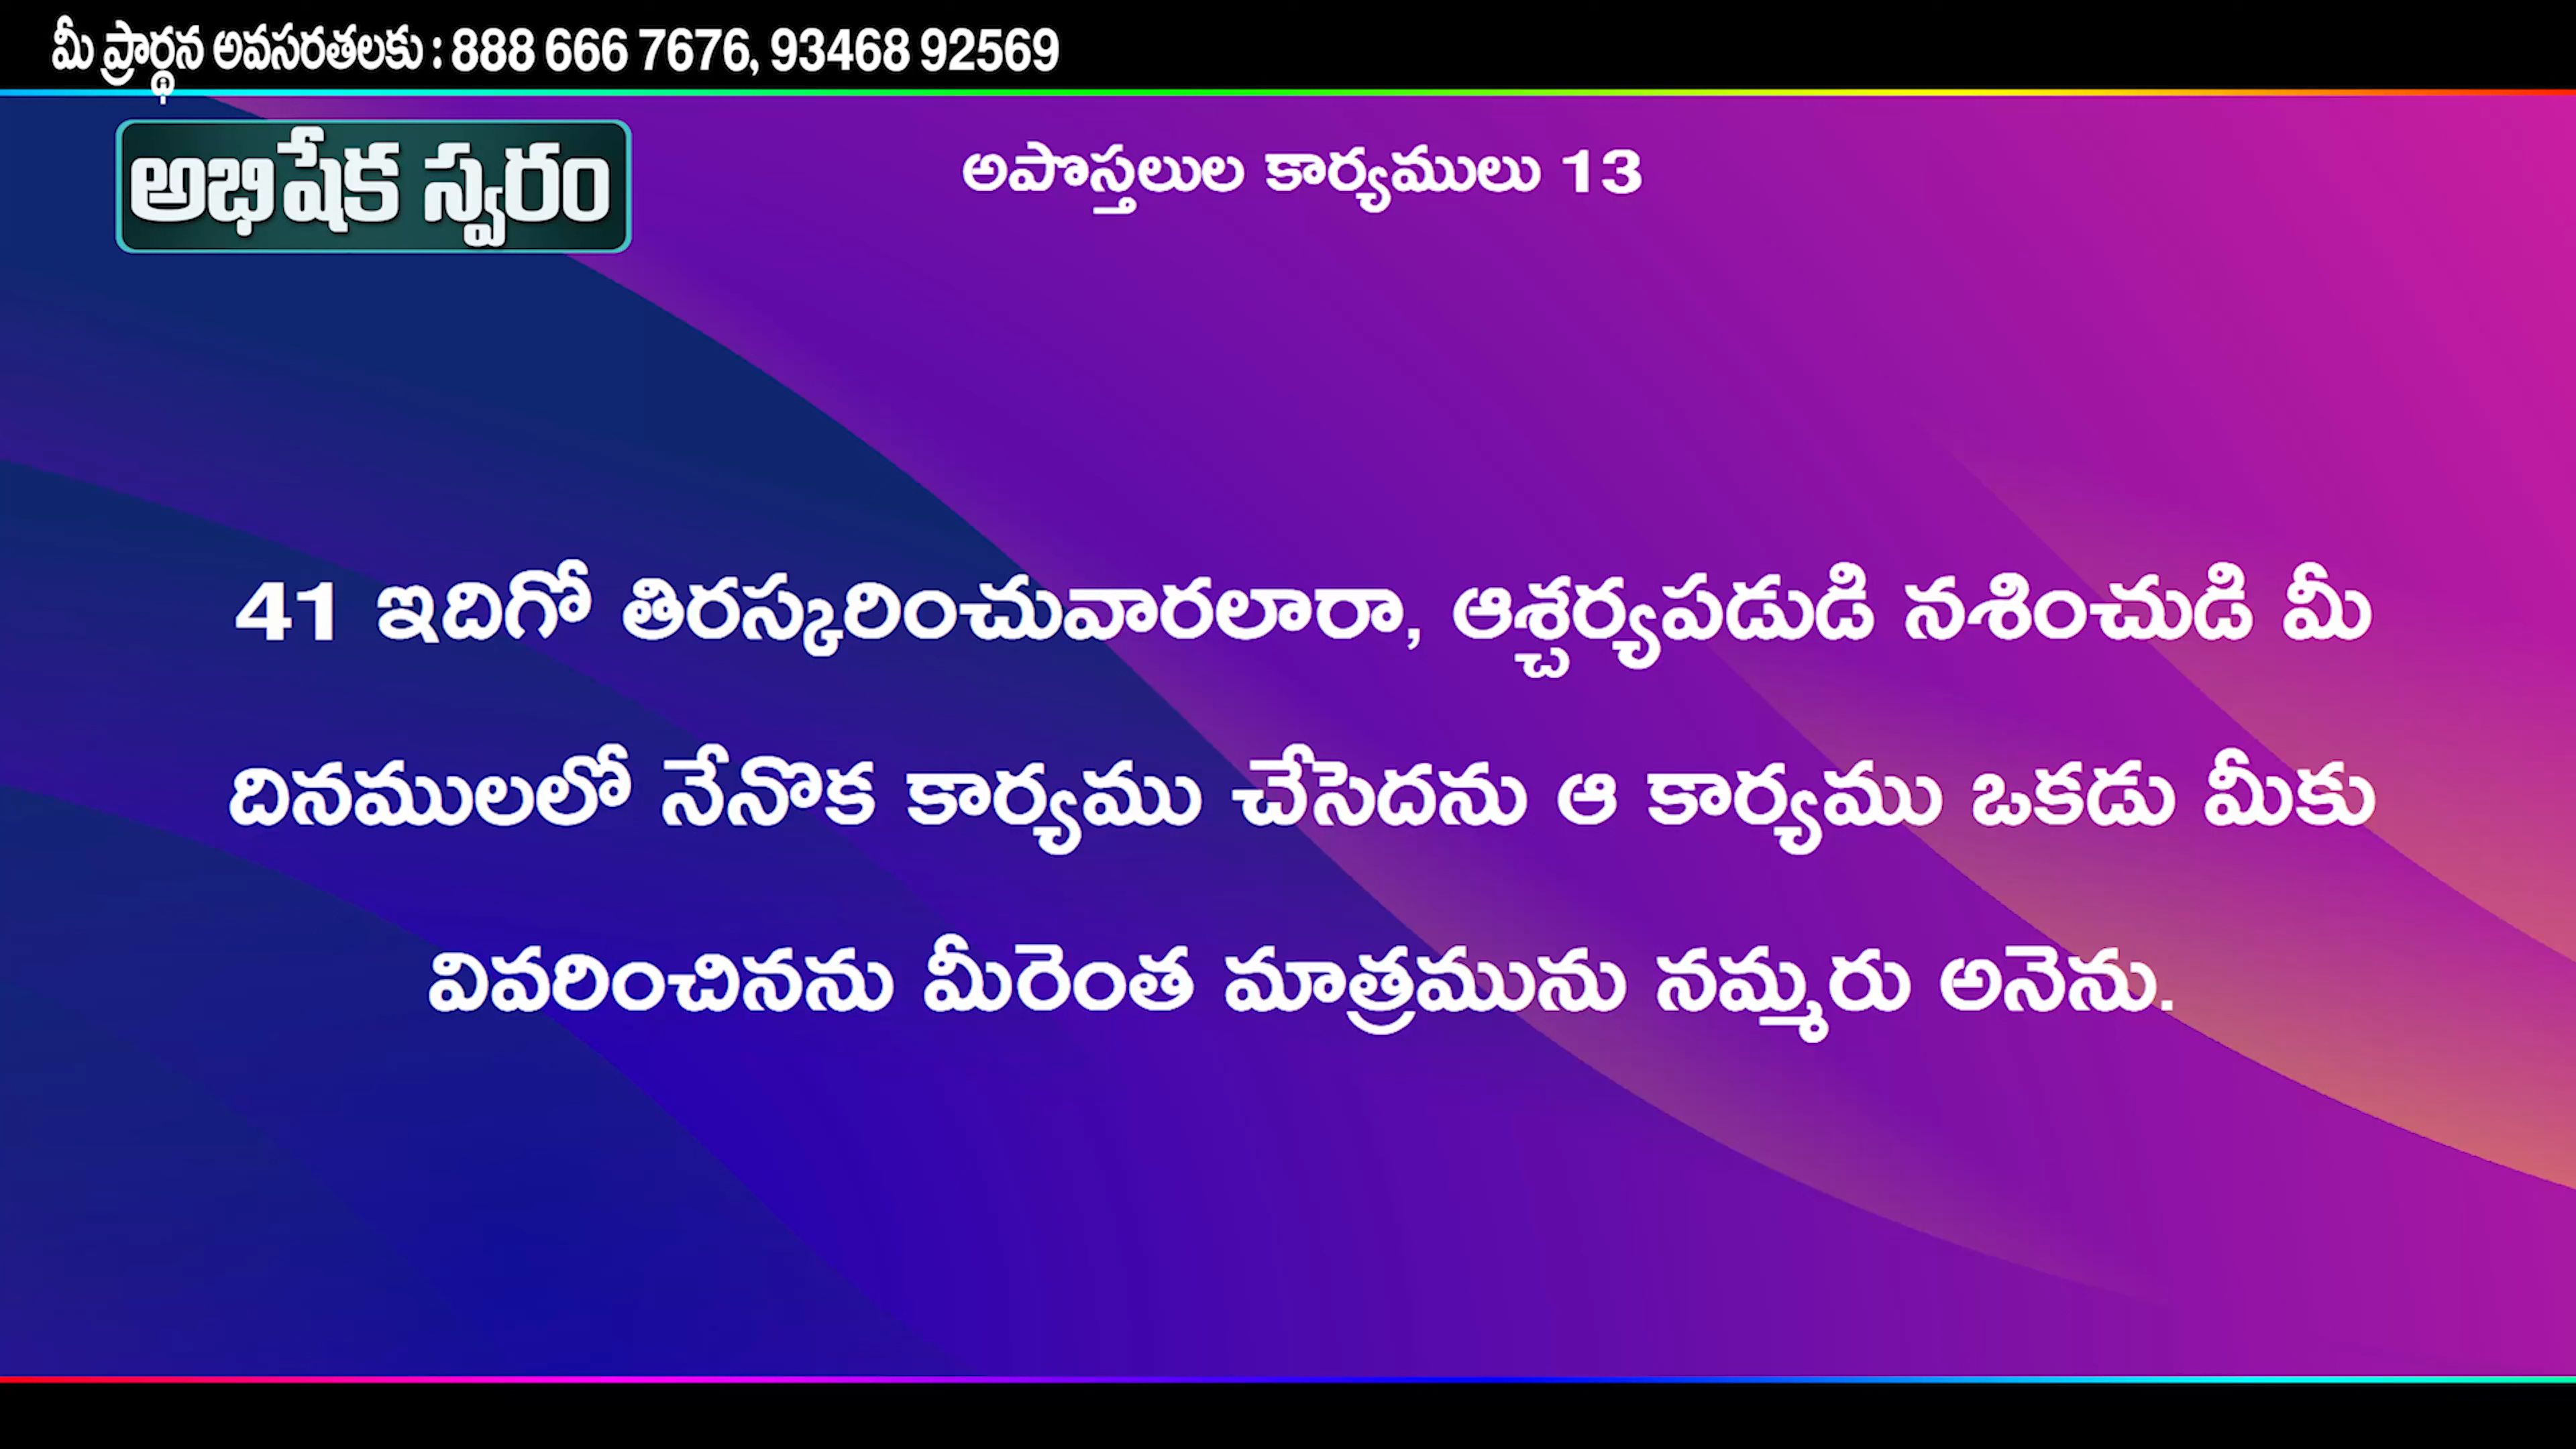 మీ ప్రార్థన అవసరతలకు : 888 666 7676, 93468 92569
అభిషేక స్వరం
అపొస్తలుల కార్యములు 13
41 ఇదిగో తిరస్కరించువారలారా, ఆశ్చర్యపడుడి నశించుడి మీ
దినములలో నేనొక కార్యము చేసెదను ఆ కార్యము ఒకడు మీకు
వివరించినను మీరెంత మాత్రమును నమ్మరు అనెను.